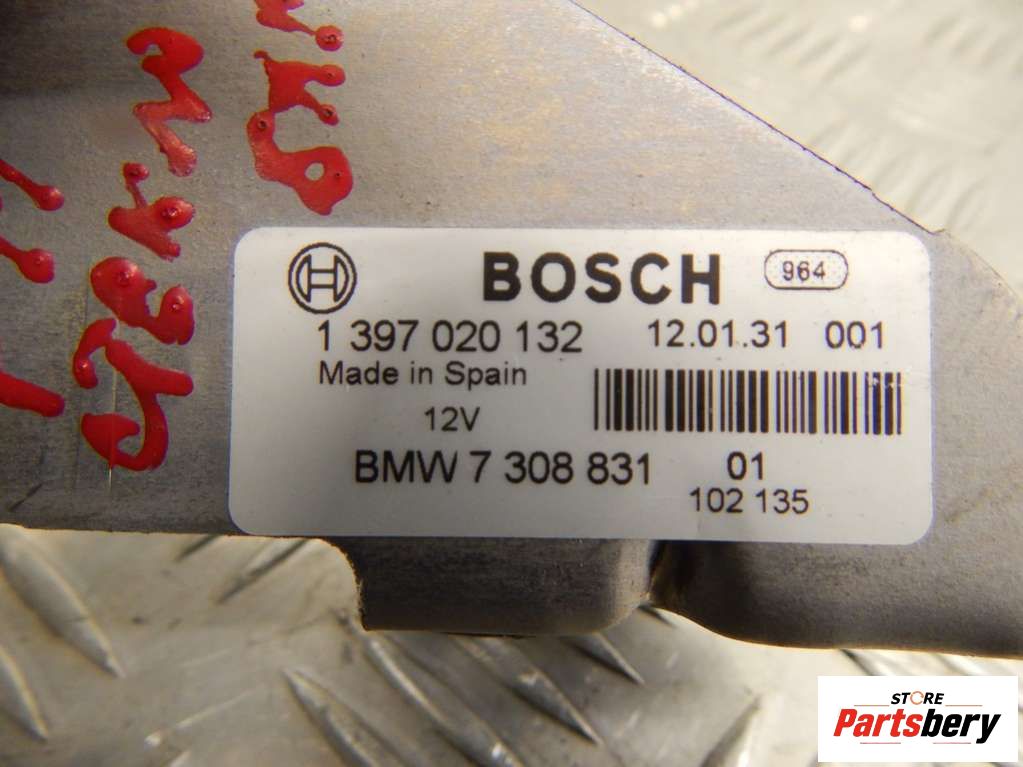 BOSCH 964
1 397 020 132 12.01.31 001
Made in Spain
12V
BMW 7 308 831 01
102 135
STORE
Partsbery